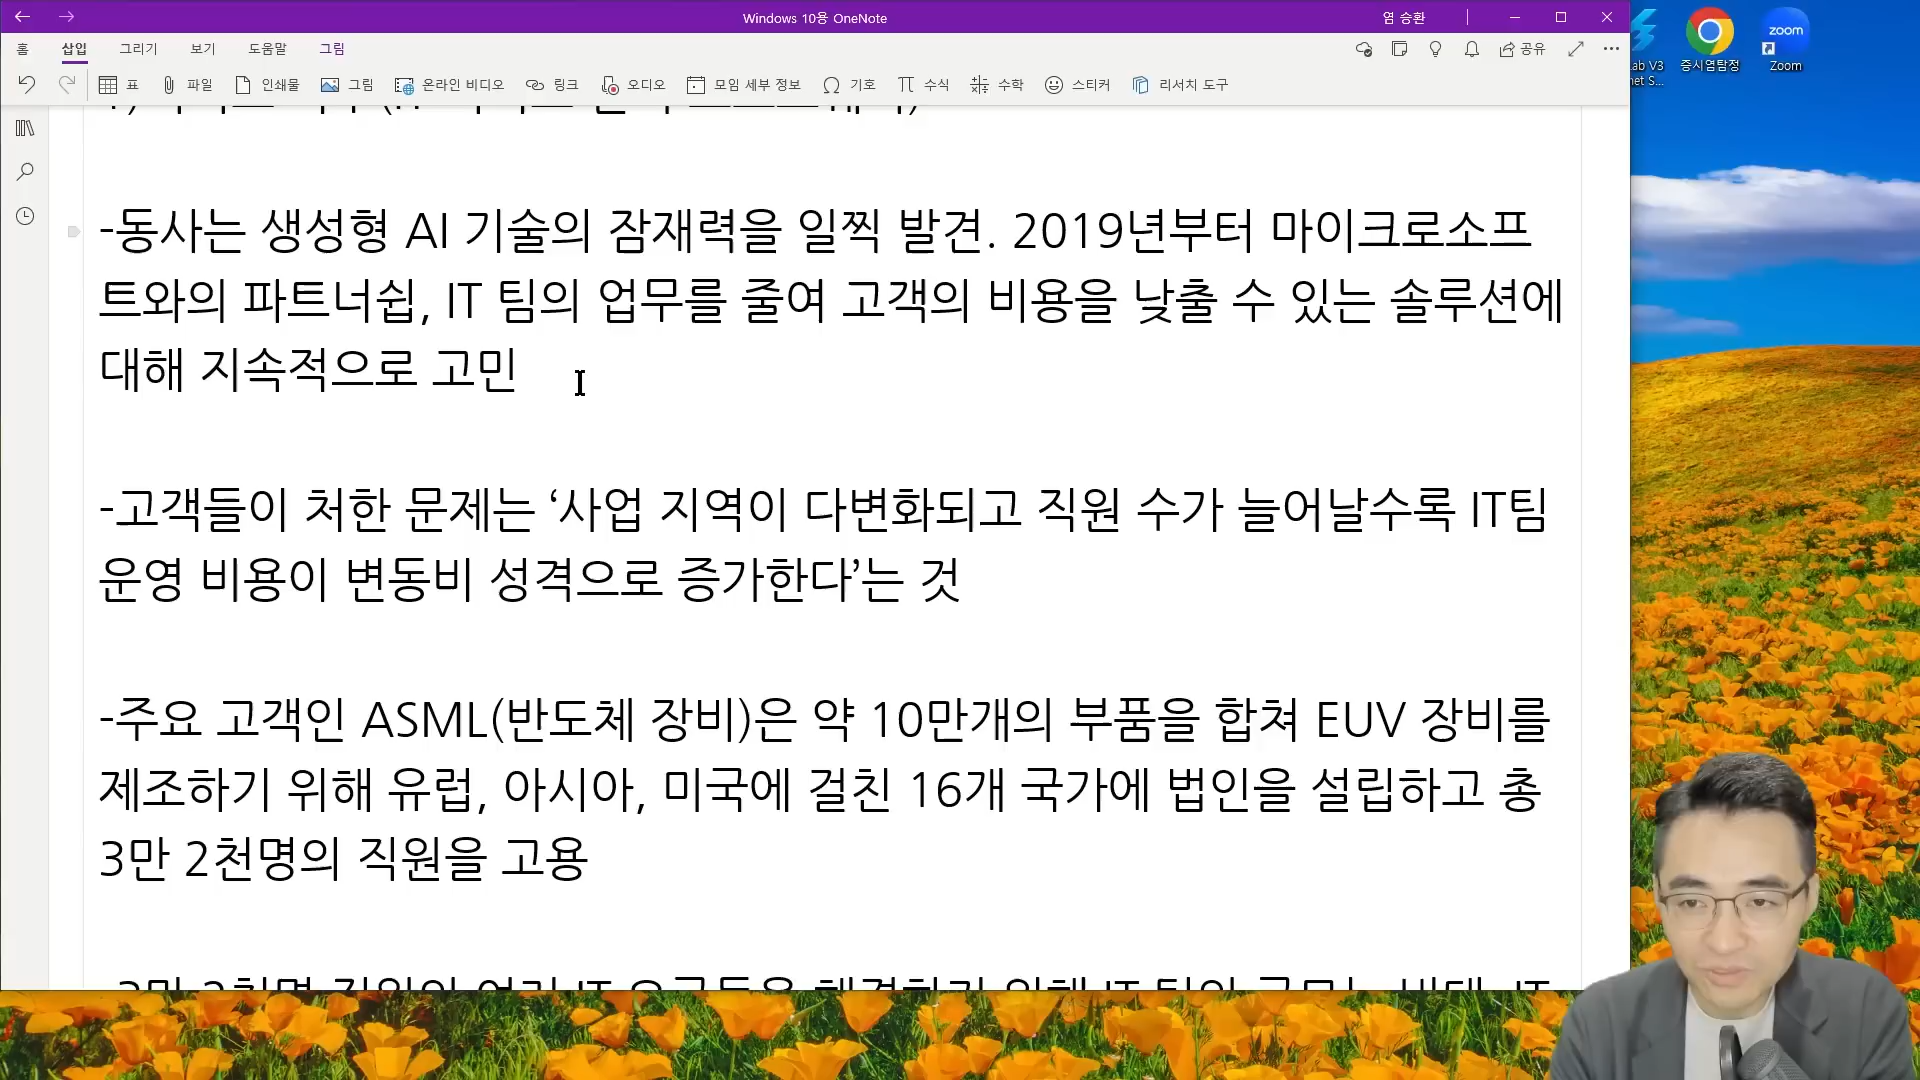 Windows 10용 OneNote
염 승환
홈 삽입 그리기 보기 도움말 그림
공유
표 파일 인쇄물 그림 온라인 비디오 링크 오디오 모임 세부 정보 기호 수식 수학 스티커 리서치 도구
-동사는 생성형 AI 기술의 잠재력을 일찍 발견. 2019년부터 마이크로소프
트와의 파트너쉽, IT 팀의 업무를 줄여 고객의 비용을 낮출 수 있는 솔루션에
대해 지속적으로 고민
-고객들이 처한 문제는 ‘사업 지역이 다변화되고 직원 수가 늘어날수록 IT팀
운영 비용이 변동비 성격으로 증가한다’는 것
-주요 고객인 ASML(반도체 장비)은 약 10만개의 부품을 합쳐 EUV 장비를
제조하기 위해 유럽, 아시아, 미국에 걸친 16개 국가에 법인을 설립하고 총
3만 2천명의 직원을 고용
ab V3
net S...
증시염탐정
zoom
Zoom